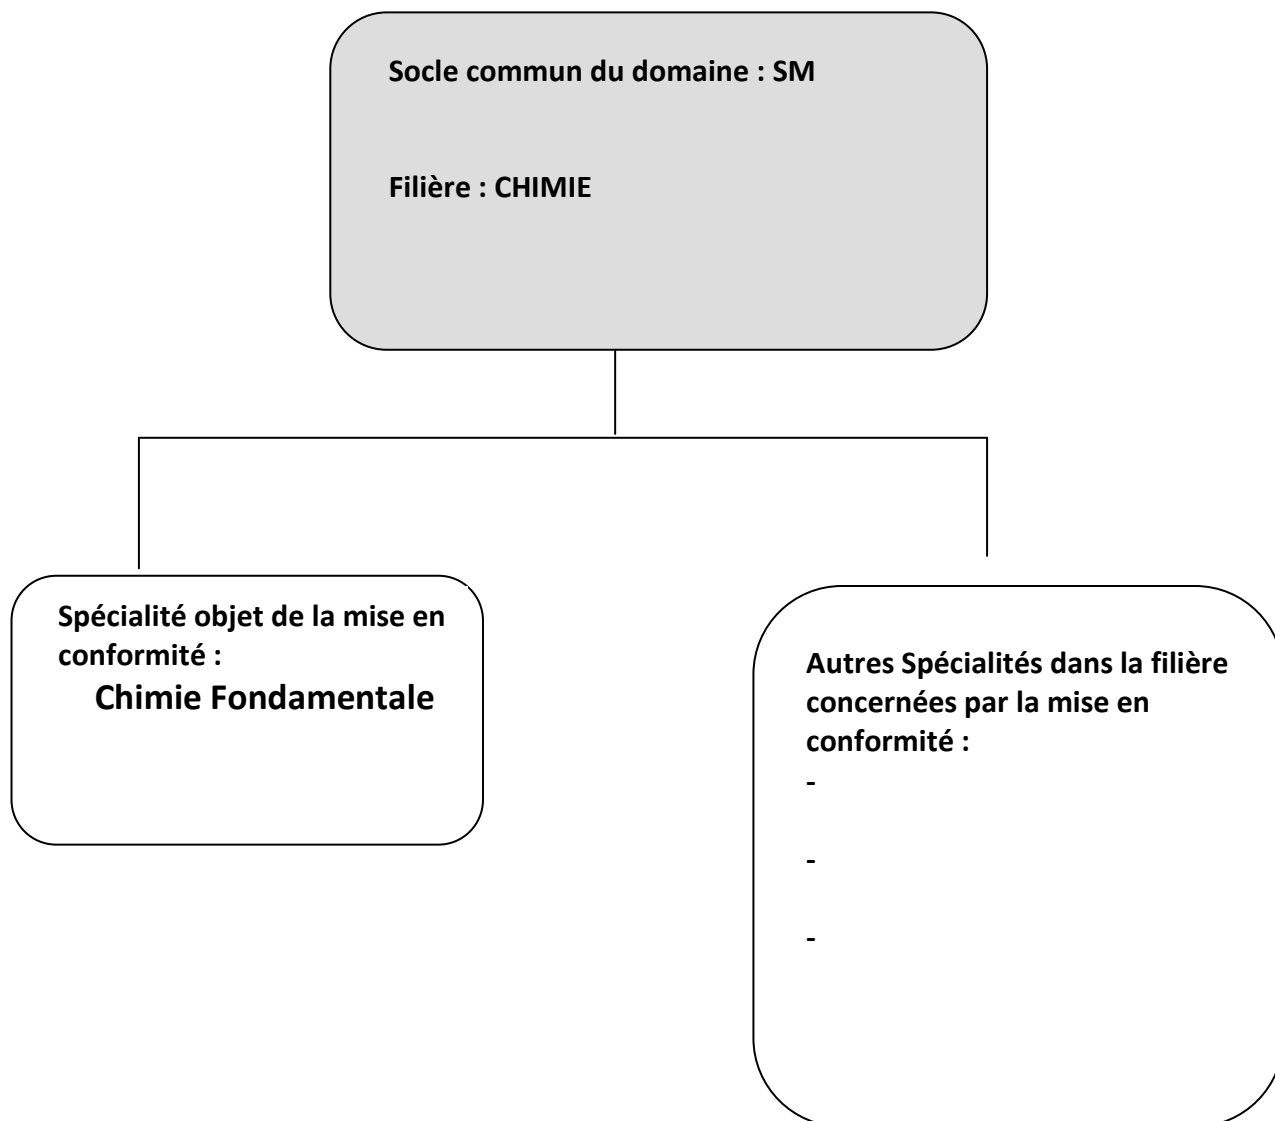 Socle commun du domaine : SM
Filière : CHIMIE
Spécialité objet de la mise en
conformité :
Chimie Fondamentale
Autres Spécialités dans la filière
concernées par la mise en
conformité :
-
-
-